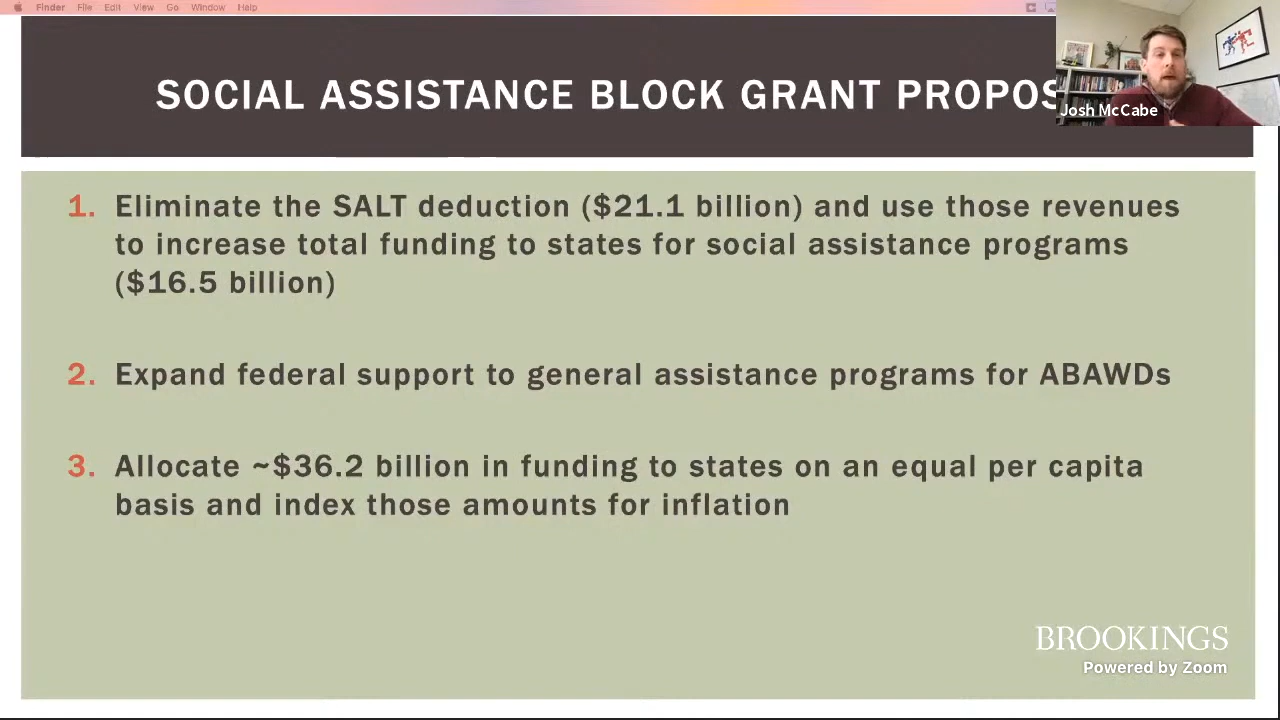 Finder File Edit View Go Window Help
SOCIAL ASSISTANCE BLOCK GRANT PROPOS
Josh McCabe
1. Eliminate the SALT deduction ($21.1 billion) and use those revenues
to increase total funding to states for social assistance programs
($16.5 billion)
2. Expand federal support to general assistance programs for ABAWDs
3. Allocate ~$36.2 billion in funding to states on an equal per capita
basis and index those amounts for inflation
BROOKINGS
Powered by Zoom